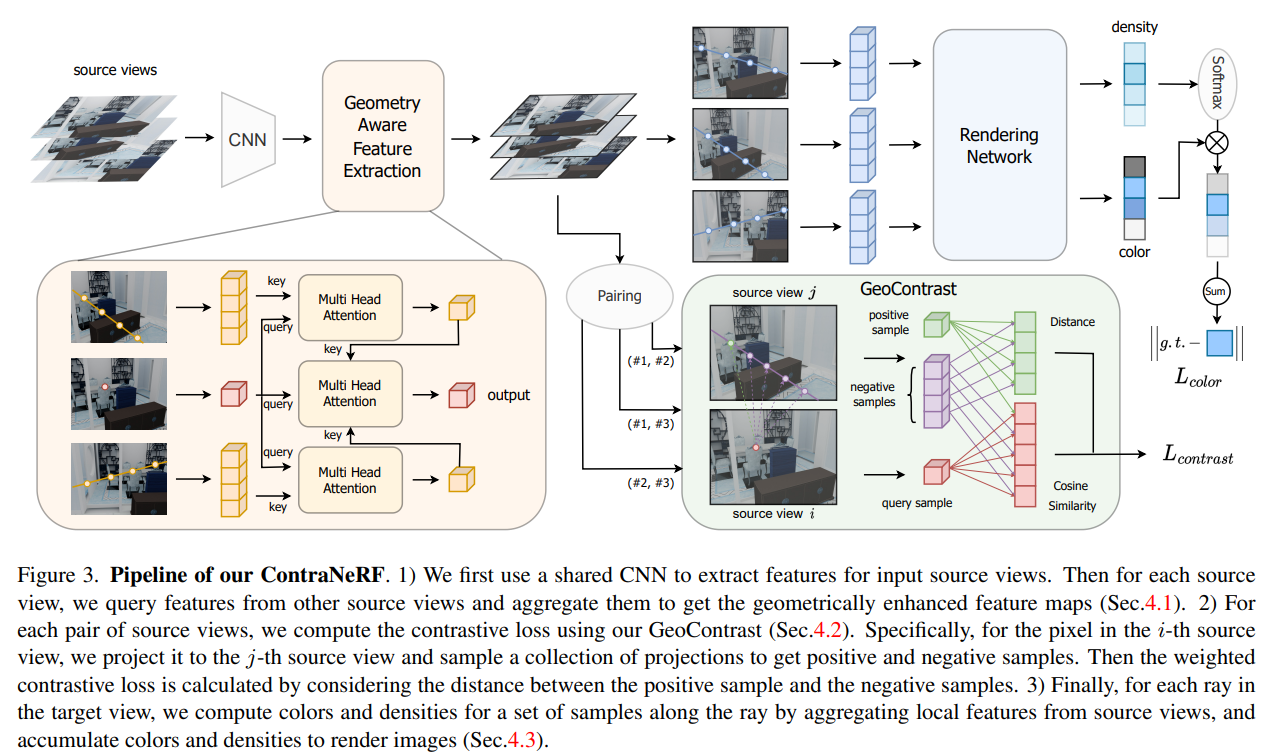 source views
CNN
Geometry
Aware
Feature
Extraction
Rendering
Network
density
Softmax
color
Sum
||g.t.− ||
L_color
key
query
Multi Head
Attention
key
query
Multi Head
Attention
output
key
query
Multi Head
Attention
key
Pairing
(#1, #2)
(#1, #3)
(#2, #3)
GeoContrast
source view j
positive
sample
negative
samples
query sample
source view i
Distance
Cosine
Similarity
L_contrast
Figure 3. Pipeline of our ContraNeRF. 1) We first use a shared CNN to extract features for input source views. Then for each source
view, we query features from other source views and aggregate them to get the geometrically enhanced feature maps (Sec.4.1). 2) For
each pair of source views, we compute the contrastive loss using our GeoContrast (Sec.4.2). Specifically, for the pixel in the i-th source
view, we project it to the j-th source view and sample a collection of projections to get positive and negative samples. Then the weighted
contrastive loss is calculated by considering the distance between the positive sample and the negative samples. 3) Finally, for each ray in
the target view, we compute colors and densities for a set of samples along the ray by aggregating local features from source views, and
accumulate colors and densities to render images (Sec.4.3).